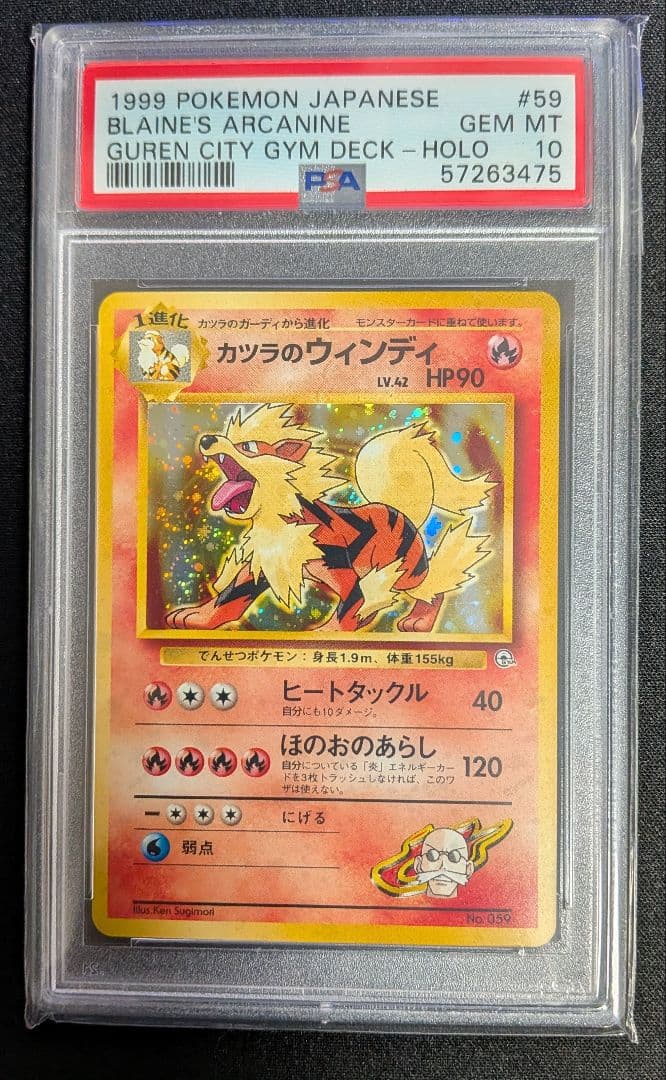 1999 POKEMON JAPANESE #59
BLAINE'S ARCANINE GEM MT
GUREN CITY GYM DECK - HOLO 10
PSA 57263475
1進化 カツラのガーディから進化 モンスターカードに重ねて使います。
カツラのウィンディ
LV.42 HP90
でんせつポケモン：身長1.9m、体重155kg
ヒートタックル 40
自分にも10ダメージ。
ほのおのあらし 120
自分についている「炎」エネルギーカー
ドを3枚トラッシュしなければ、このワ
ザは使えない。
にげる
弱点
Illus. Ken Sugimori No. 059